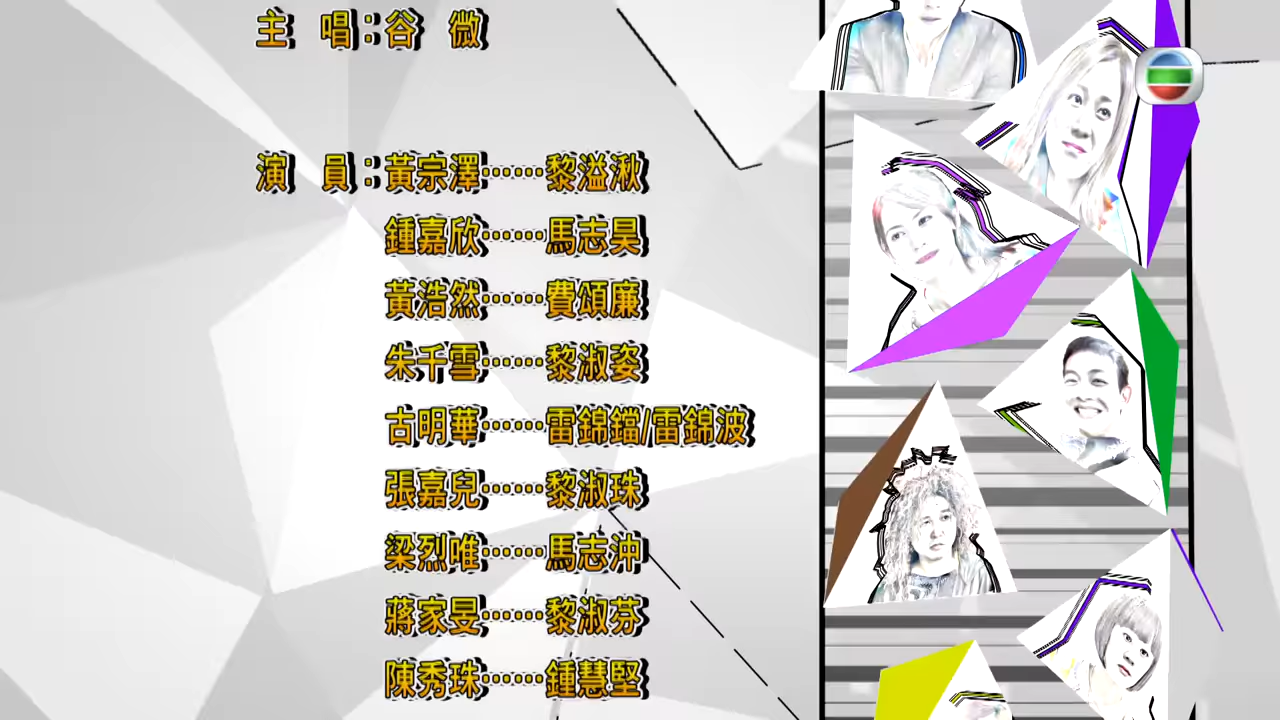 主 唱：谷 微
演 員：黃宗澤⋯⋯黎溢湫
鍾嘉欣⋯⋯馬志昊
黃浩然⋯⋯費頌廉
朱千雪⋯⋯黎淑姿
古明華⋯⋯雷錦鐺/雷錦波
張嘉兒⋯⋯黎淑珠
梁烈唯⋯⋯馬志沖
蔣家旻⋯⋯黎淑芬
陳秀珠⋯⋯鍾慧堅